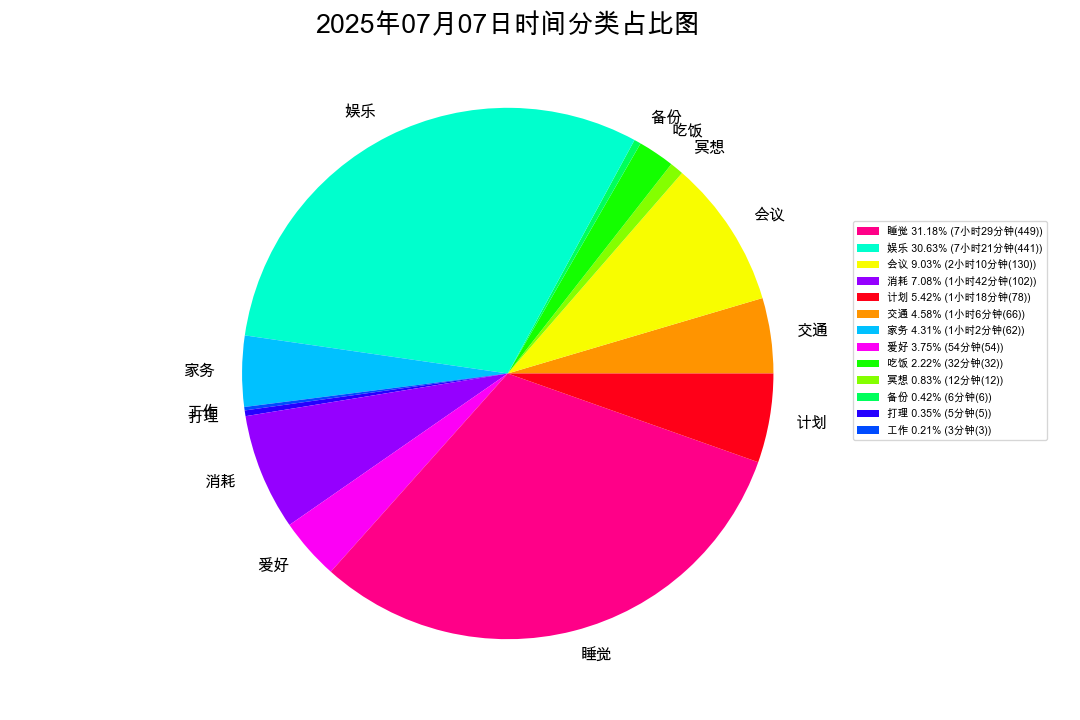 2025年07月07日时间分类占比图
娱乐
备份
吃饭
冥想
会议
交通
计划
家务
工作
打理
消耗
爱好
睡觉
睡觉 31.18% (7小时29分钟(449))
娱乐 30.63% (7小时21分钟(441))
会议 9.03% (2小时10分钟(130))
消耗 7.08% (1小时42分钟(102))
计划 5.42% (1小时18分钟(78))
交通 4.58% (1小时6分钟(66))
家务 4.31% (1小时2分钟(62))
爱好 3.75% (54分钟(54))
吃饭 2.22% (32分钟(32))
冥想 0.83% (12分钟(12))
备份 0.42% (6分钟(6))
打理 0.35% (5分钟(5))
工作 0.21% (3分钟(3))